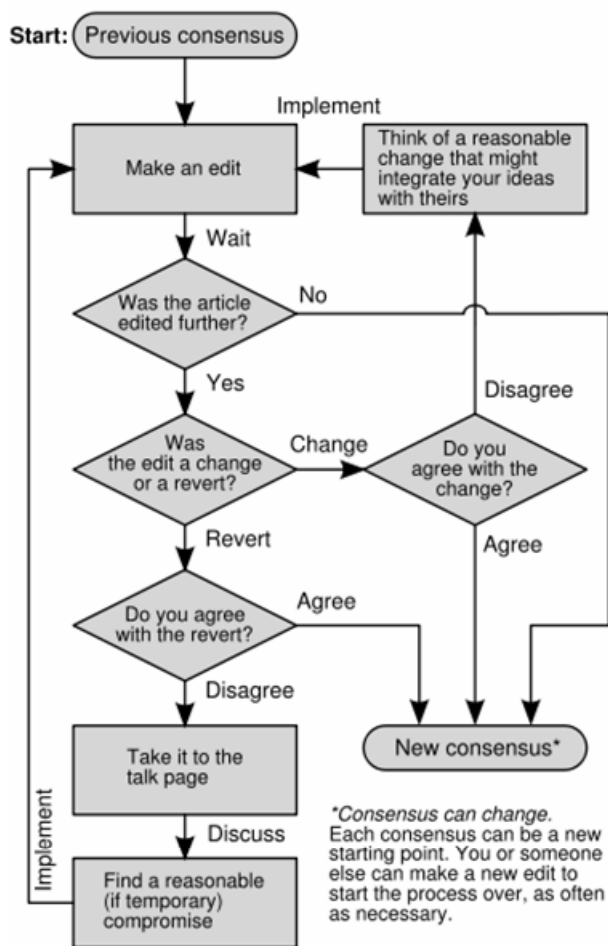 Start: Previous consensus
Implement
Make an edit
Think of a reasonable
change that might
integrate your ideas
with theirs
Wait
Was the article
edited further?
No
Yes
Disagree
Was
the edit a change
or a revert?
Change
Do you
agree with the
change?
Revert
Agree
Do you agree
with the revert?
Agree
Disagree
Take it to the
talk page
New consensus*
Discuss
Implement
Find a reasonable
(if temporary)
compromise
*Consensus can change.
Each consensus can be a new
starting point. You or someone
else can make a new edit to
start the process over, as often
as necessary.